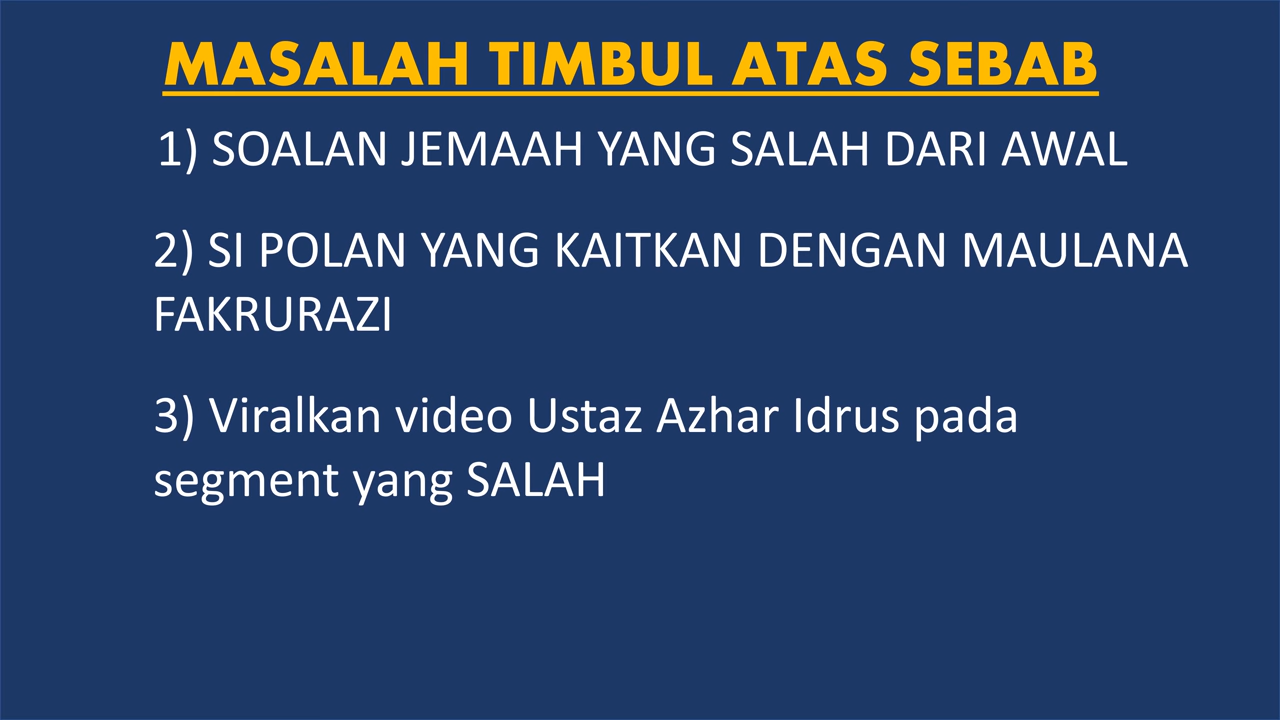 MASALAH TIMBUL ATAS SEBAB
1) SOALAN JEMAAH YANG SALAH DARI AWAL
2) SI POLAN YANG KAITKAN DENGAN MAULANA
FAKRURAZI
3) Viralkan video Ustaz Azhar Idrus pada
segment yang SALAH